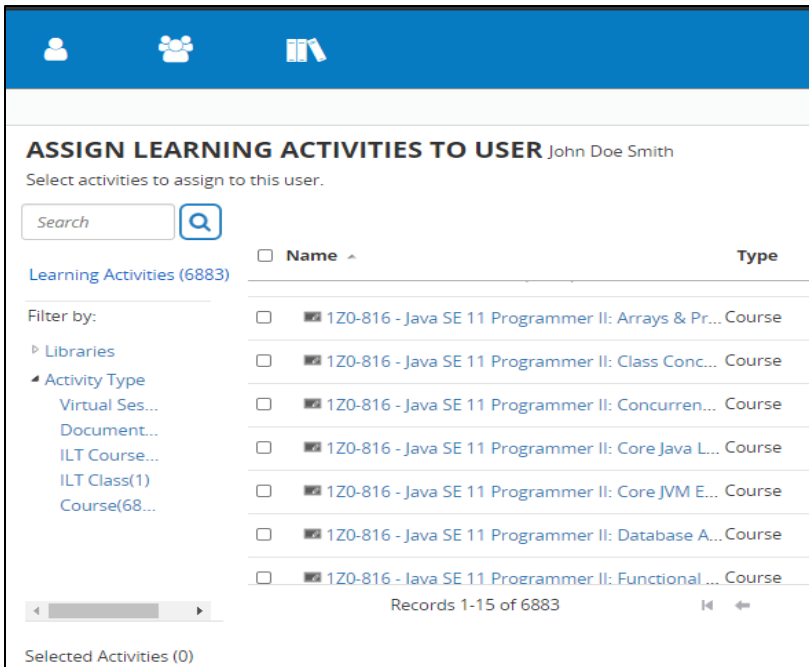 ASSIGN LEARNING ACTIVITIES TO USER John Doe Smith
Select activities to assign to this user.
Search
Learning Activities (6883)
Filter by:
Libraries
Activity Type
Virtual Ses...
Document...
ILT Course...
ILT Class(1)
Course(68...
Name Type
1Z0-816 - Java SE 11 Programmer II: Arrays & Pr... Course
1Z0-816 - Java SE 11 Programmer II: Class Conc... Course
1Z0-816 - Java SE 11 Programmer II: Concurren... Course
1Z0-816 - Java SE 11 Programmer II: Core Java L... Course
1Z0-816 - Java SE 11 Programmer II: Core JVM E... Course
1Z0-816 - Java SE 11 Programmer II: Database A... Course
1Z0-816 - Java SE 11 Programmer II: Functional ... Course
Records 1-15 of 6883
Selected Activities (0)